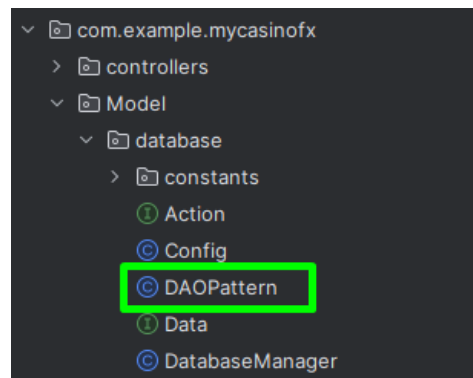 com.example.mycasinofx
controllers
Model
database
constants
Action
Config
DAOPattern
Data
DatabaseManager